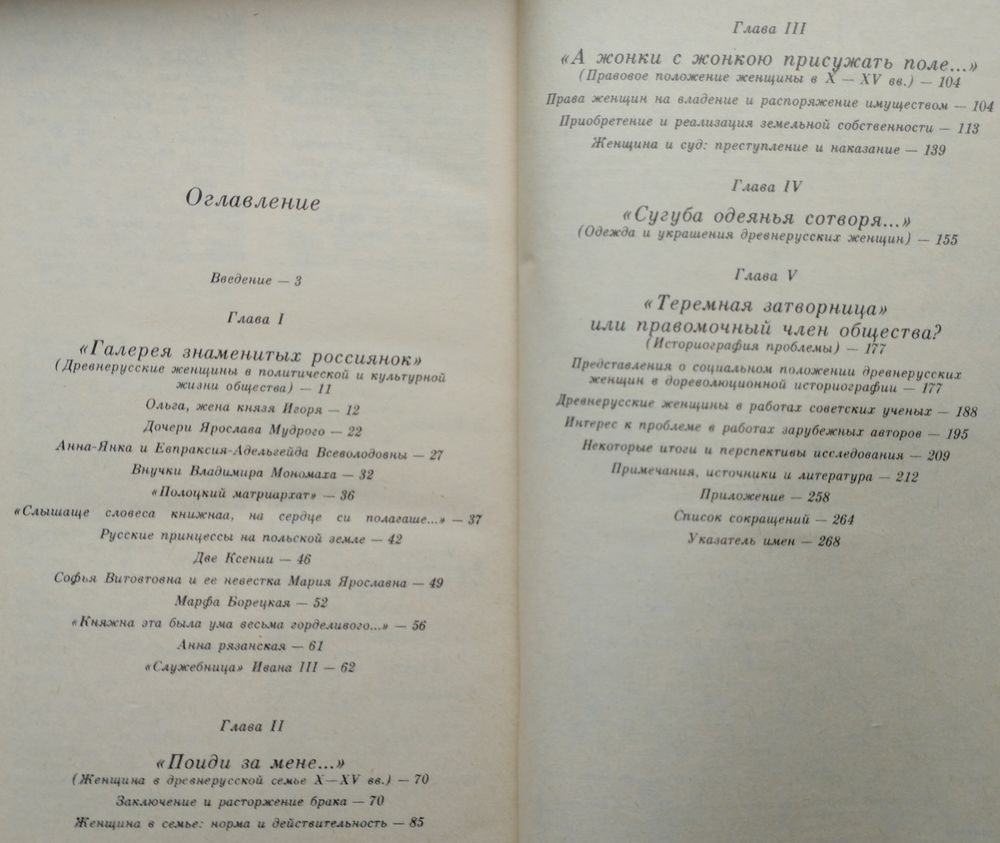 Оглавление
Введение — 3
Глава I
«Галерея знаменитых россиянок»
(Древнерусские женщины в политической и культурной
жизни общества) — 11
Ольга, жена князя Игоря — 12
Дочери Ярослава Мудрого — 22
Анна-Янка и Евпраксия-Адельгейда Всеволодовны — 27
Внучки Владимира Мономаха — 32
«Полоцкий матриархат» — 36
«Слышаще словеса книжнаа, на сердце си полагаше...» — 37
Русские принцессы на польской земле — 42
Две Ксении — 46
Софья Витовтовна и ее невестка Мария Ярославна — 49
Марфа Борецкая — 52
«Княжна эта была ума весьма горделивого...» — 56
Анна рязанская — 61
«Служебница» Ивана III — 62
Глава II
«Поиди за мене...»
(Женщина в древнерусской семье X—XV вв.) — 70
Заключение и расторжение брака — 70
Женщина в семье: норма и действительность — 85
Глава III
«А жонки с жонкою присужать поле...»
(Правовое положение женщины в X — XV вв.) — 104
Права женщин на владение и распоряжение имуществом — 104
Приобретение и реализация земельной собственности — 113
Женщина и суд: преступление и наказание — 139
Глава IV
«Сугуба одеянья сотворя...»
(Одежда и украшения древнерусских женщин) — 155
Глава V
«Теремная затворница»
или правомочный член общества?
(Историография проблемы) — 177
Представления о социальном положении древнерусских
женщин в дореволюционной историографии — 177
Древнерусские женщины в работах советских ученых — 188
Интерес к проблеме в работах зарубежных авторов — 195
Некоторые итоги и перспективы исследования — 209
Примечания, источники и литература — 212
Приложение — 258
Список сокращений — 264
Указатель имен — 268